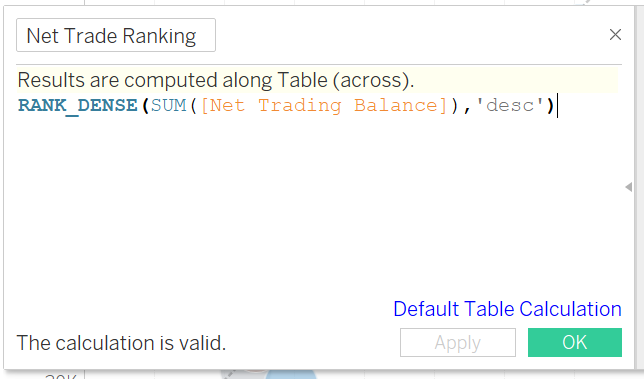 Net Trade Ranking
Results are computed along Table (across).
RANK_DENSE(SUM([Net Trading Balance]),'desc')
Default Table Calculation
The calculation is valid.
Apply
OK